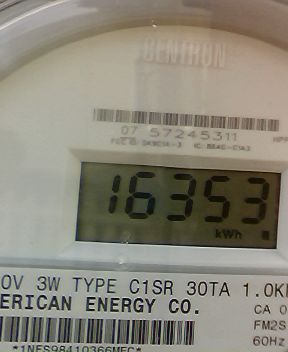 CENTRON
07 57245311
16353
kWh
0V 3W TYPE C1SR 30TA 1.0K
ERICAN ENERGY CO.
CA 0
FM2S
60Hz
*1NES98410366MEC*